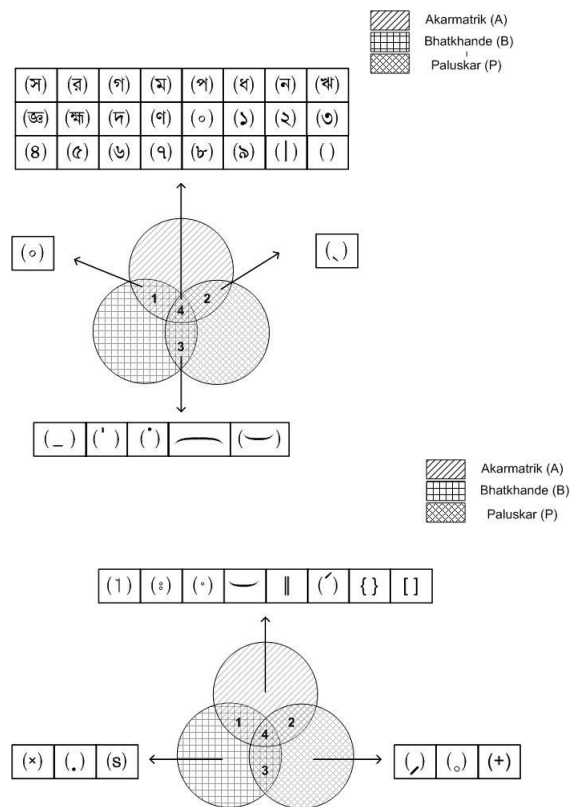 Akarmatrik (A)
Bhatkhande (B)
Paluskar (P)
(স) (র) (গ) (ম) (প) (ধ) (ন) (ঋ)
(জ্ঞ) (হ্ম) (দ) (ণ) (০) (১) (২) (৩)
(৪) (৫) (৬) (৭) (৮) (৯) (|) ( )
(०) (৲)
1 2
4
3
(_) (') (•) (⏝)
Akarmatrik (A)
Bhatkhande (B)
Paluskar (P)
(০) ‖ (´) { } [ ]
1 2
4
3
(×) (.) (s) (+)